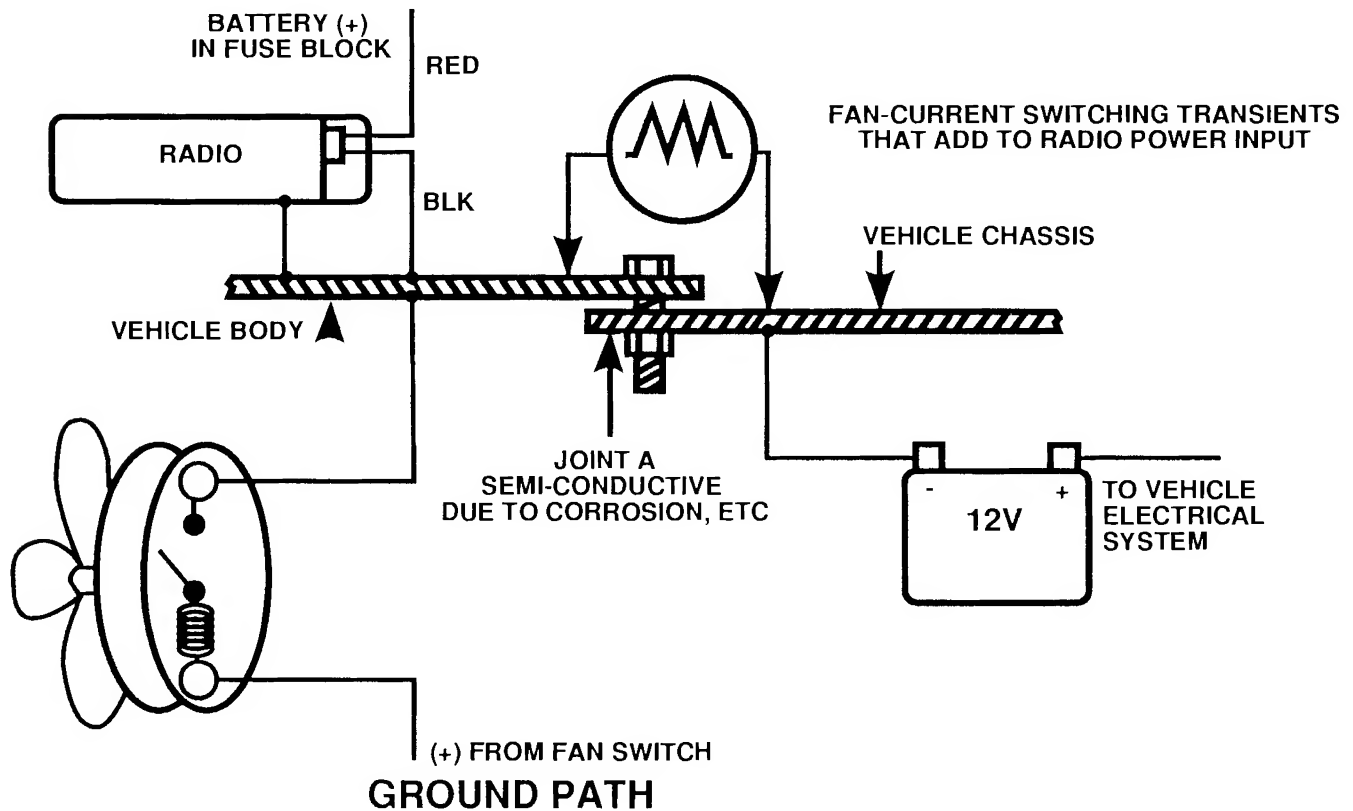 BATTERY (+)
IN FUSE BLOCK
RED
RADIO
BLK
FAN-CURRENT SWITCHING TRANSIENTS
THAT ADD TO RADIO POWER INPUT
VEHICLE CHASSIS
VEHICLE BODY
JOINT A
SEMI-CONDUCTIVE
DUE TO CORROSION, ETC
- +
12V
TO VEHICLE
ELECTRICAL
SYSTEM
(+) FROM FAN SWITCH
GROUND PATH